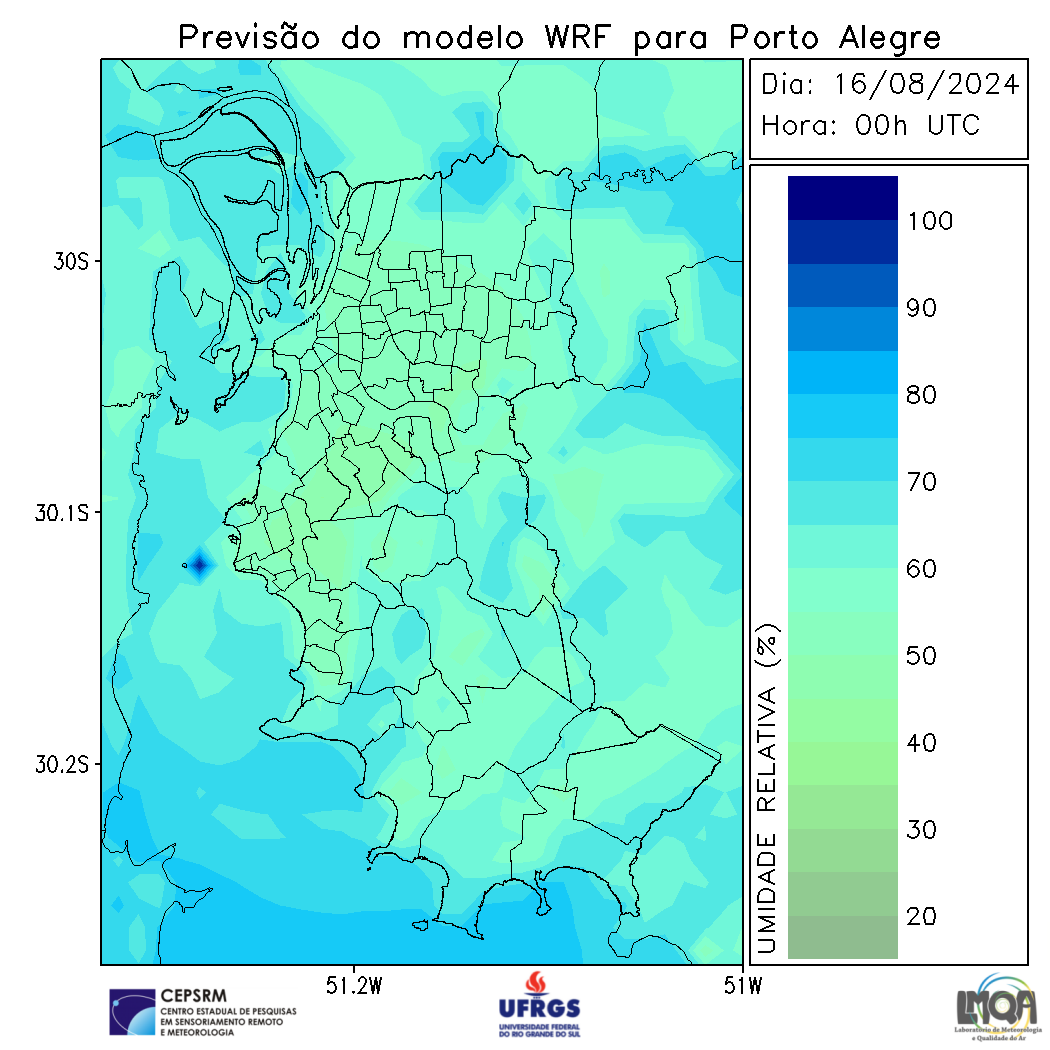 Previsão do modelo WRF para Porto Alegre
Dia: 16/08/2024
Hora: 00h UTC
30S
30.1S
30.2S
51.2W
51W
100
90
80
70
60
50
40
30
20
UMIDADE RELATIVA (%)
CEPSRM
CENTRO ESTADUAL DE PESQUISAS
EM SENSORIAMENTO REMOTO
E METEOROLOGIA
UFRGS
UNIVERSIDADE FEDERAL
DO RIO GRANDE DO SUL
LMQA
Laboratório de Meteorologia
e Qualidade do Ar